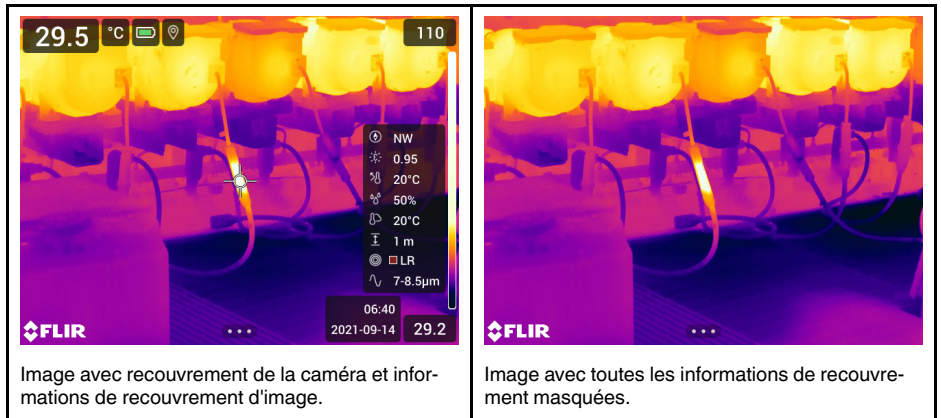 29.5 °C 110
NW
0.95
20°C
50%
20°C
1 m
LR
7-8.5µm
06:40
2021-09-14 29.2
FLIR
Image avec recouvrement de la caméra et infor-
mations de recouvrement d'image.
FLIR
Image avec toutes les informations de recouvre-
ment masquées.